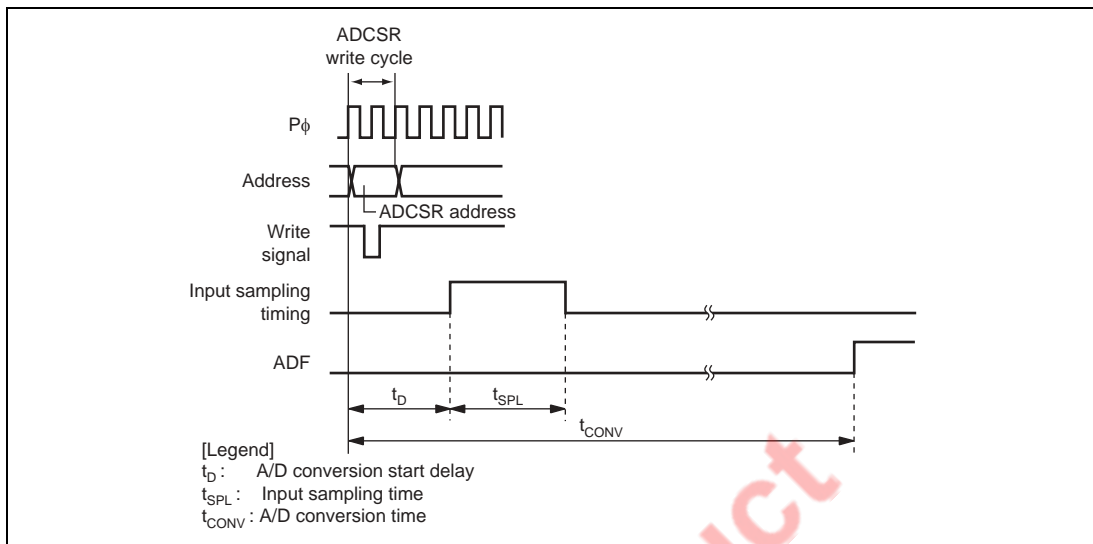 ADCSR
write cycle
Pϕ
Address
ADCSR address
Write
signal
Input sampling
timing
ADF
tD
tSPL
tCONV
[Legend]
tD : A/D conversion start delay
tSPL : Input sampling time
tCONV : A/D conversion time